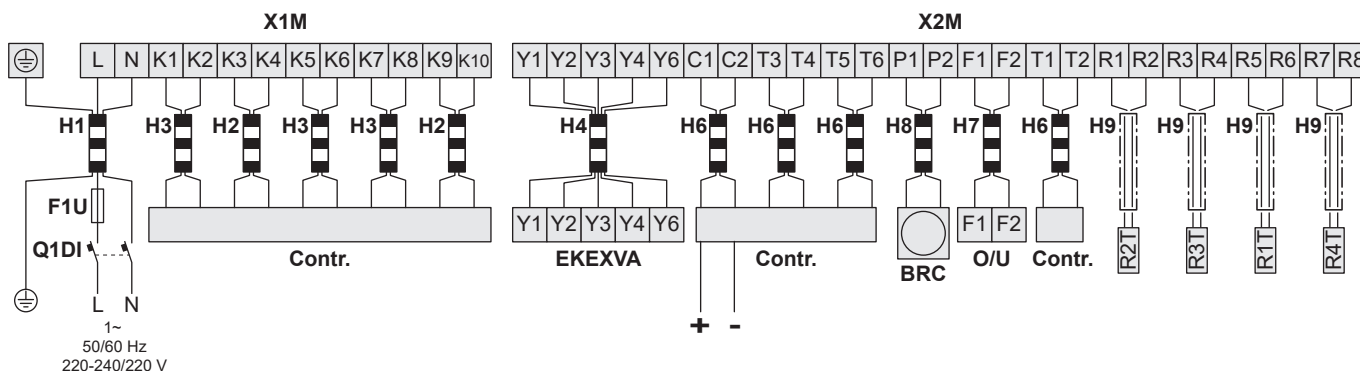 X1M X2M
L N K1 K2 K3 K4 K5 K6 K7 K8 K9 K10 Y1 Y2 Y3 Y4 Y6 C1 C2 T3 T4 T5 T6 P1 P2 F1 F2 T1 T2 R1 R2 R3 R4 R5 R6 R7 R8
H1 H3 H2 H3 H3 H2 H4 H6 H6 H6 H8 H7 H6 H9 H9 H9 H9
F1U Y1 Y2 Y3 Y4 Y6 F1 F2
Q1DI Contr. EKEXVA Contr. BRC O/U Contr. R2T R3T R1T R4T
L N
+ -
1~
50/60 Hz
220-240/220 V